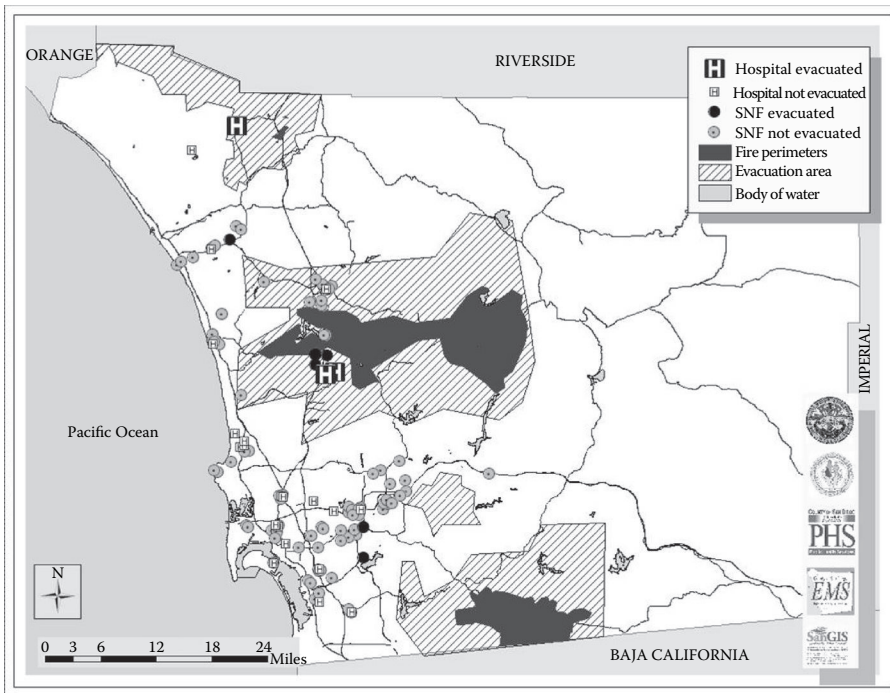 ORANGE
RIVERSIDE
H Hospital evacuated
H Hospital not evacuated
SNF evacuated
SNF not evacuated
Fire perimeters
Evacuation area
Body of water
H
H
IMPERIAL
Pacific Ocean
PHS
EMS
SanGIS
N
0 3 6 12 18 24
Miles
BAJA CALIFORNIA